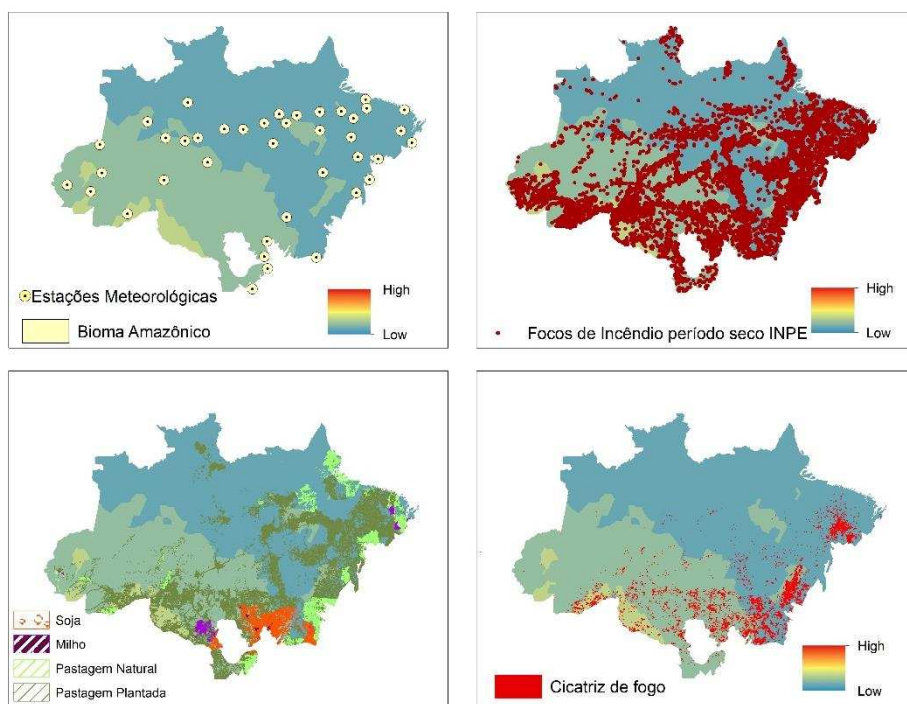 Estações Meteorológicas
Bioma Amazônico
High
Low
Focos de Incêndio período seco INPE
High
Low
Soja
Milho
Pastagem Natural
Pastagem Plantada
Cicatriz de fogo
High
Low